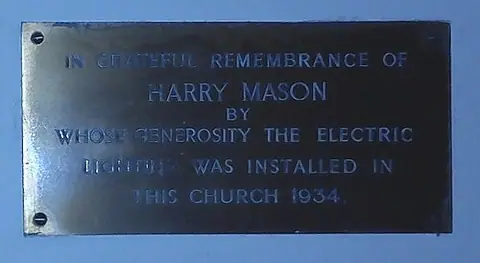 IN GRATEFUL REMEMBRANCE OF
HARRY MASON
BY
WHOSE GENEROSITY THE ELECTRIC
LIGHTING WAS INSTALLED IN
THIS CHURCH 1934.